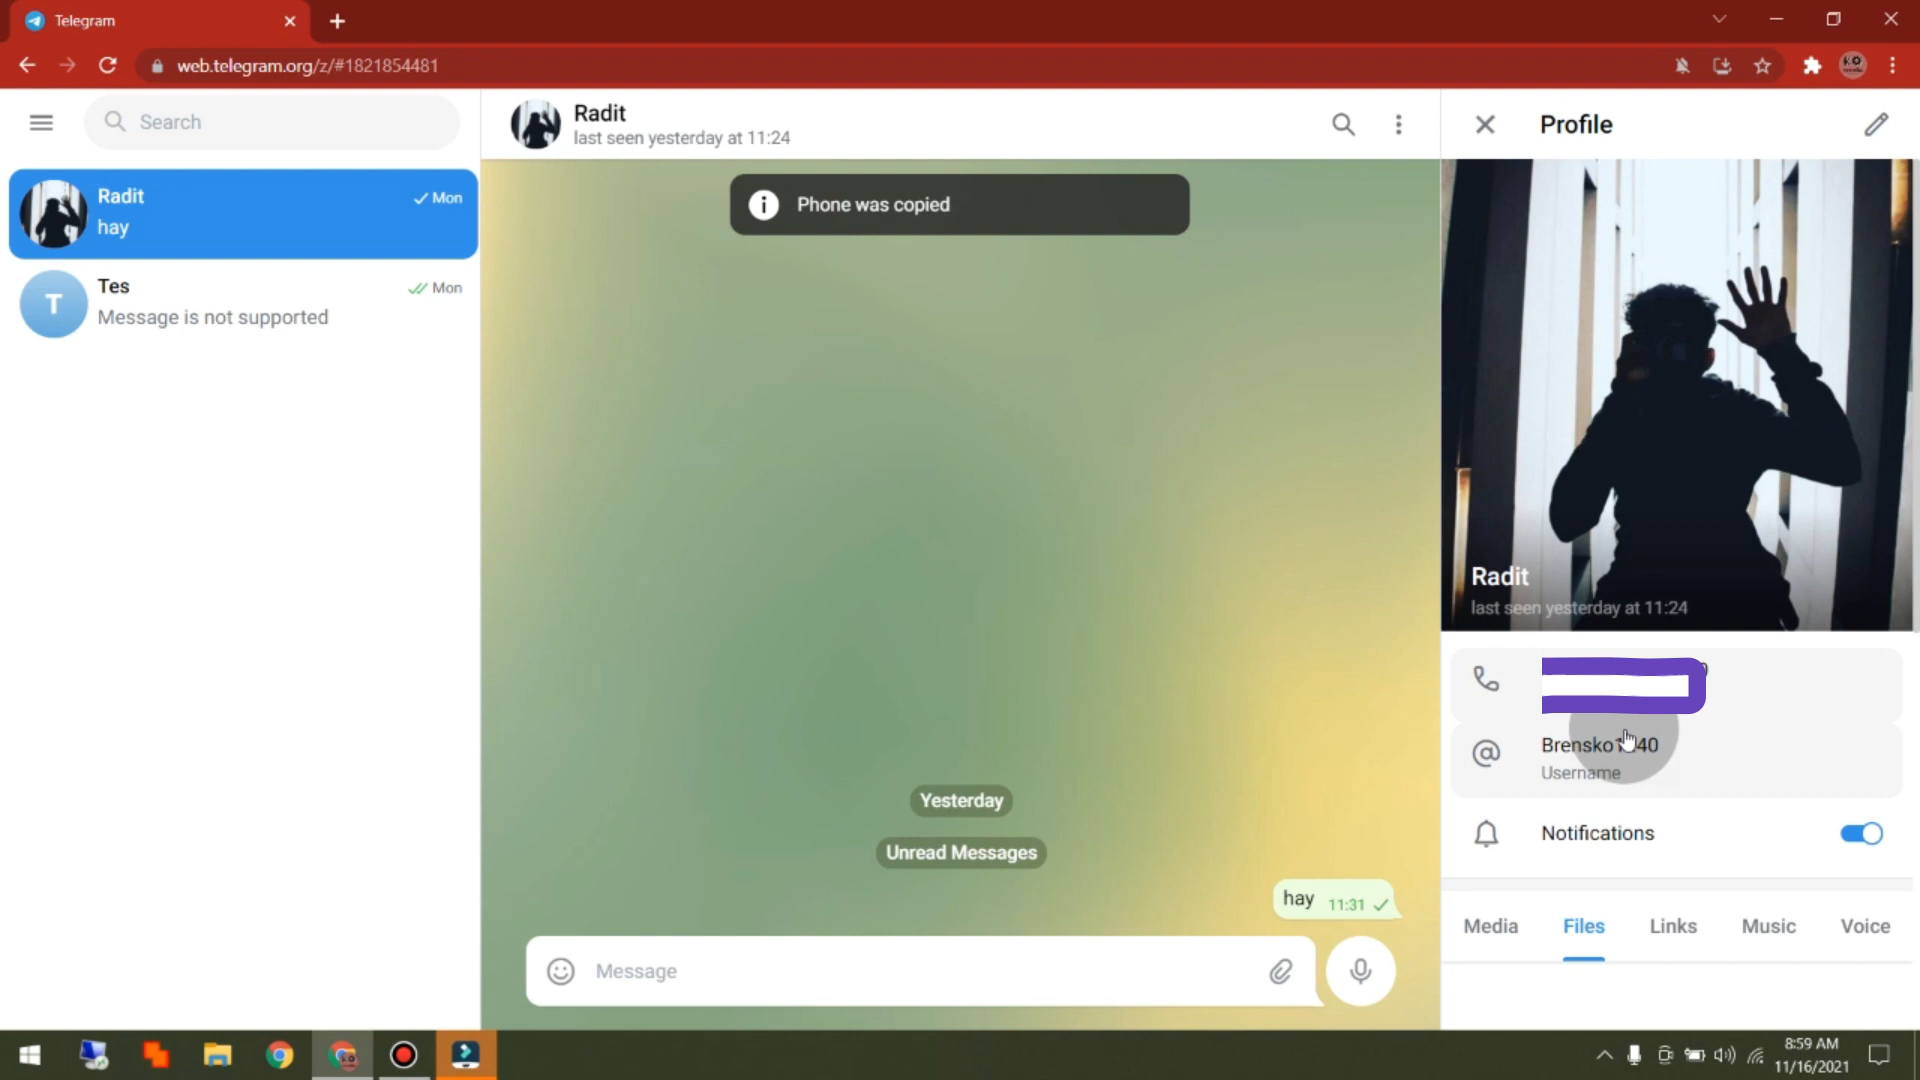 Telegram
web.telegram.org/z/#1821854481
Search
Radit
Mon
hay
T
Tes
Mon
Message is not supported
Radit
last seen yesterday at 11:24
Phone was copied
Yesterday
Unread Messages
hay 11:31
Message
Profile
Radit
last seen yesterday at 11:24
Username
Notifications
Media Files Links Music Voice
8:59 AM
11/16/2021